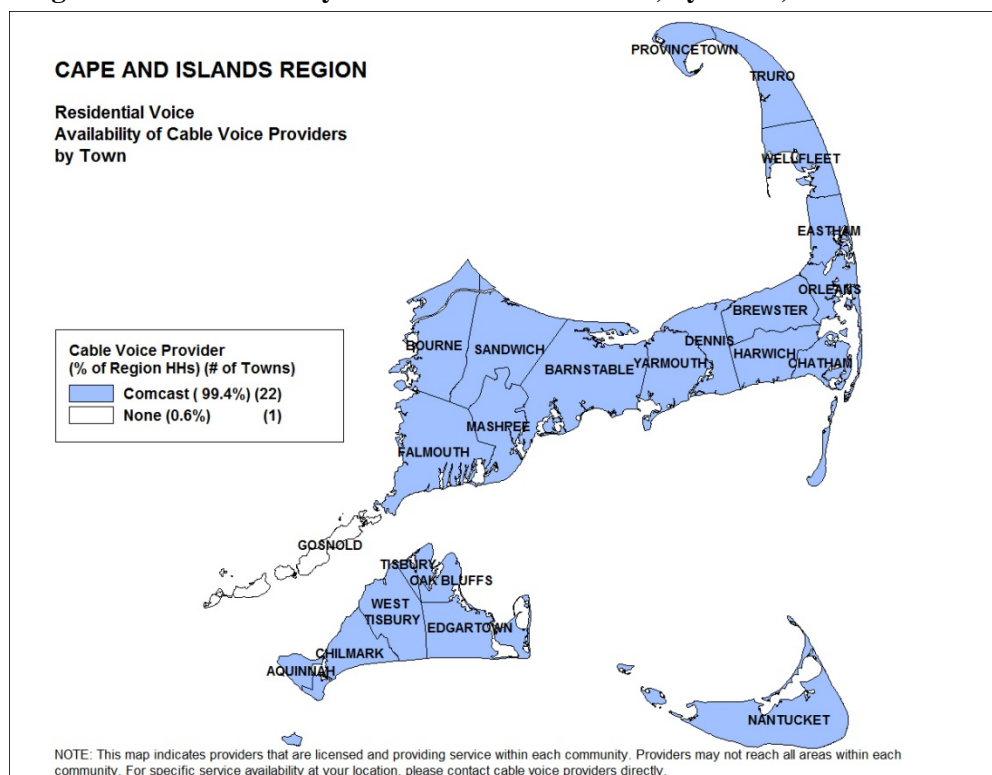 CAPE AND ISLANDS REGION
Residential Voice
Availability of Cable Voice Providers
by Town
PROVINCETOWN
TRURO
WELLFLEET
EASTHAM
ORLEANS
BREWSTER
DENNIS
HARWICH
CHATHAM
YARMOUTH
BARNSTABLE
SANDWICH
BOURNE
MASHPEE
FALMOUTH
Cable Voice Provider
(% of Region HHs) (# of Towns)
Comcast ( 99.4%) (22)
None (0.6%) (1)
GOSNOLD
TISBURY
OAK BLUFFS
WEST
TISBURY
EDGARTOWN
CHILMARK
AQUINNAH
NANTUCKET
NOTE: This map indicates providers that are licensed and providing service within each community. Providers may not reach all areas within each
community. For specific service availability at your location, please contact cable voice providers directly.